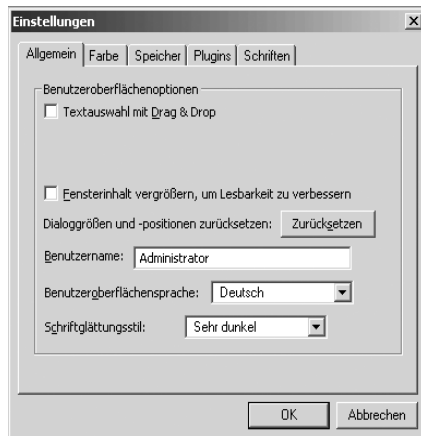 Einstellungen
Allgemein Farbe Speicher Plugins Schriften
Benutzeroberflächenoptionen
Textauswahl mit Drag & Drop
Fensterinhalt vergrößern, um Lesbarkeit zu verbessern
Dialoggrößen und -positionen zurücksetzen: Zurücksetzen
Benutzername: Administrator
Benutzeroberflächensprache: Deutsch
Schriftglättungsstil: Sehr dunkel
OK Abbrechen